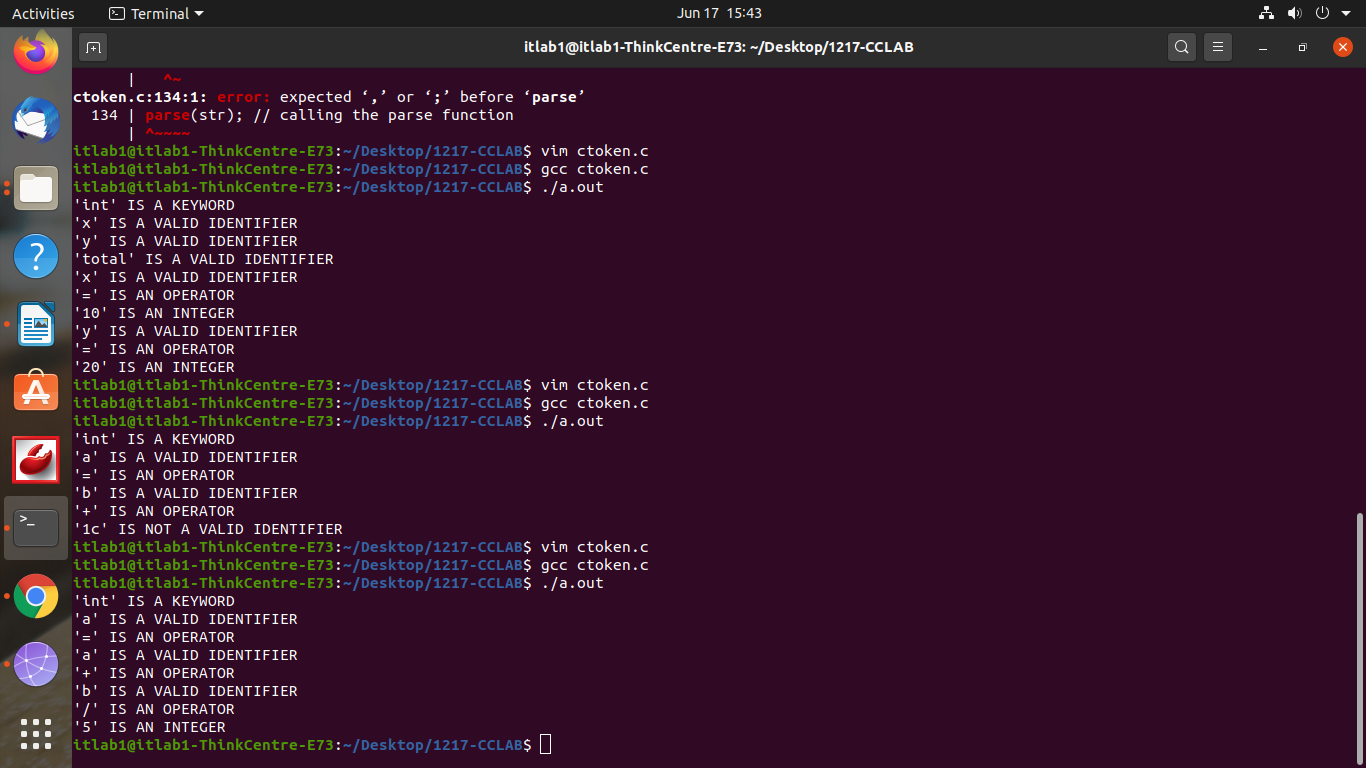 Activities
Terminal
Jun 17 15:43
itlab1@itlab1-ThinkCentre-E73: ~/Desktop/1217-CCLAB
| ^~
ctoken.c:134:1: error: expected ‘,’ or ‘;’ before ‘parse’
134 | parse(str); // calling the parse function
| ^~~~~
itlab1@itlab1-ThinkCentre-E73:~/Desktop/1217-CCLAB$ vim ctoken.c
itlab1@itlab1-ThinkCentre-E73:~/Desktop/1217-CCLAB$ gcc ctoken.c
itlab1@itlab1-ThinkCentre-E73:~/Desktop/1217-CCLAB$ ./a.out
'int' IS A KEYWORD
'x' IS A VALID IDENTIFIER
'y' IS A VALID IDENTIFIER
'total' IS A VALID IDENTIFIER
'x' IS A VALID IDENTIFIER
'=' IS AN OPERATOR
'10' IS AN INTEGER
'y' IS A VALID IDENTIFIER
'=' IS AN OPERATOR
'20' IS AN INTEGER
itlab1@itlab1-ThinkCentre-E73:~/Desktop/1217-CCLAB$ vim ctoken.c
itlab1@itlab1-ThinkCentre-E73:~/Desktop/1217-CCLAB$ gcc ctoken.c
itlab1@itlab1-ThinkCentre-E73:~/Desktop/1217-CCLAB$ ./a.out
'int' IS A KEYWORD
'a' IS A VALID IDENTIFIER
'=' IS AN OPERATOR
'b' IS A VALID IDENTIFIER
'+' IS AN OPERATOR
'1c' IS NOT A VALID IDENTIFIER
itlab1@itlab1-ThinkCentre-E73:~/Desktop/1217-CCLAB$ vim ctoken.c
itlab1@itlab1-ThinkCentre-E73:~/Desktop/1217-CCLAB$ gcc ctoken.c
itlab1@itlab1-ThinkCentre-E73:~/Desktop/1217-CCLAB$ ./a.out
'int' IS A KEYWORD
'a' IS A VALID IDENTIFIER
'=' IS AN OPERATOR
'a' IS A VALID IDENTIFIER
'+' IS AN OPERATOR
'b' IS A VALID IDENTIFIER
'/' IS AN OPERATOR
'5' IS AN INTEGER
itlab1@itlab1-ThinkCentre-E73:~/Desktop/1217-CCLAB$